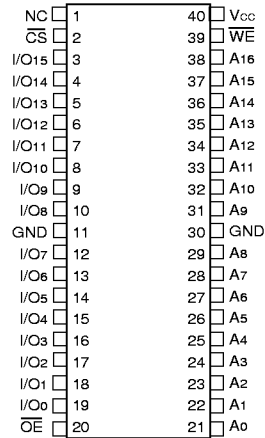 NC 1 40 Vcc
C̅S̅ 2 39 W̅E̅
I/O15 3 38 A16
I/O14 4 37 A15
I/O13 5 36 A14
I/O12 6 35 A13
I/O11 7 34 A12
I/O10 8 33 A11
I/O9 9 32 A10
I/O8 10 31 A9
GND 11 30 GND
I/O7 12 29 A8
I/O6 13 28 A7
I/O5 14 27 A6
I/O4 15 26 A5
I/O3 16 25 A4
I/O2 17 24 A3
I/O1 18 23 A2
I/O0 19 22 A1
O̅E̅ 20 21 A0